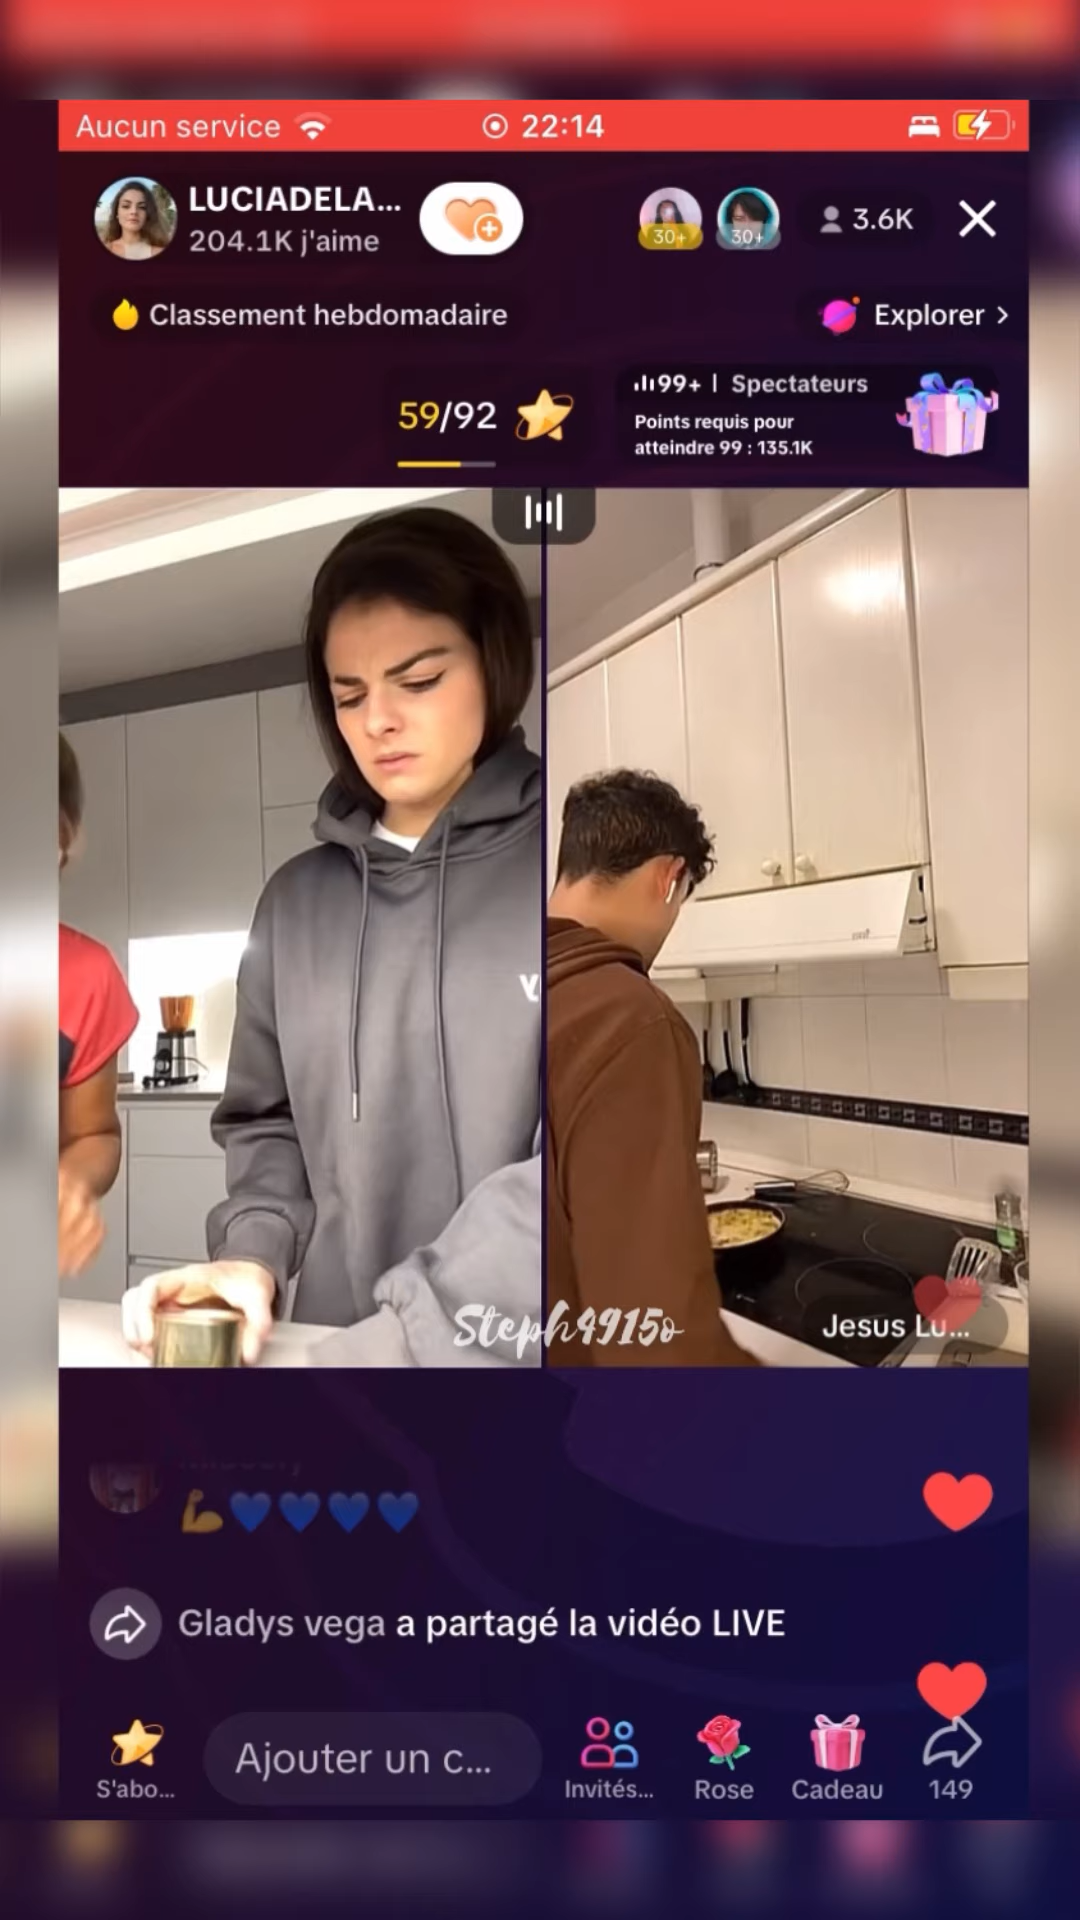 Aucun service 22:14
LUCIADELA...
204.1K j'aime
30+ 30+
3.6K
Classement hebdomadaire
Explorer >
59/92
99+ | Spectateurs
Points requis pour
atteindre 99 : 135.1K
Steph4915o
Jesus Lu...
Gladys vega a partagé la vidéo LIVE
Ajouter un c...
S'abo...
Invités...
Rose
Cadeau
149